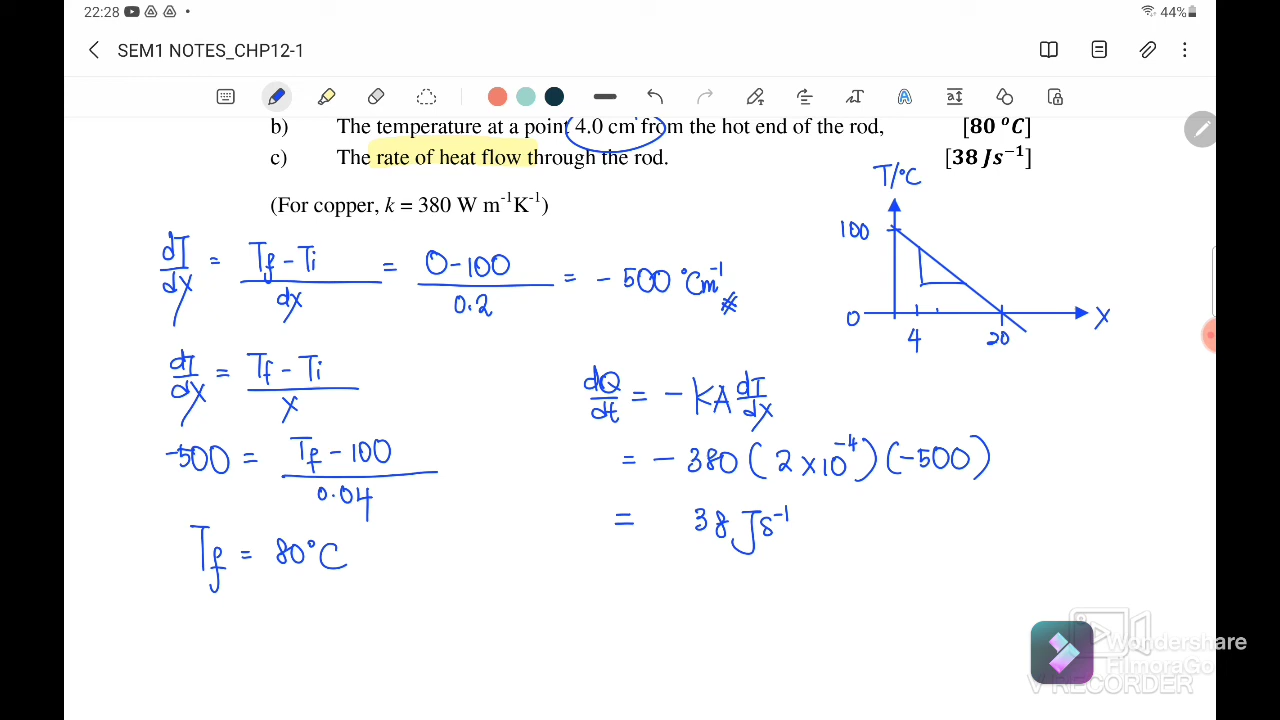 22:28
44%
SEM1 NOTES_CHP12-1
b) The temperature at a point 4.0 cm from the hot end of the rod, [80 °C]
c) The rate of heat flow through the rod. [38 Js⁻¹]
(For copper, k = 380 W m⁻¹K⁻¹)
dT/dx = (Tf - Ti)/dx = (0 - 100)/0.2 = - 500 °Cm⁻¹
dT/dx = (Tf - Ti)/x
-500 = (Tf - 100)/0.04
Tf = 80°C
T/°C
100
0
4
20
x
dQ/dt = - KA dT/dx
= - 380 (2 x 10⁻⁴) (-500)
= 38 Js⁻¹
Wondershare
FilmoraGo
V RECORDER